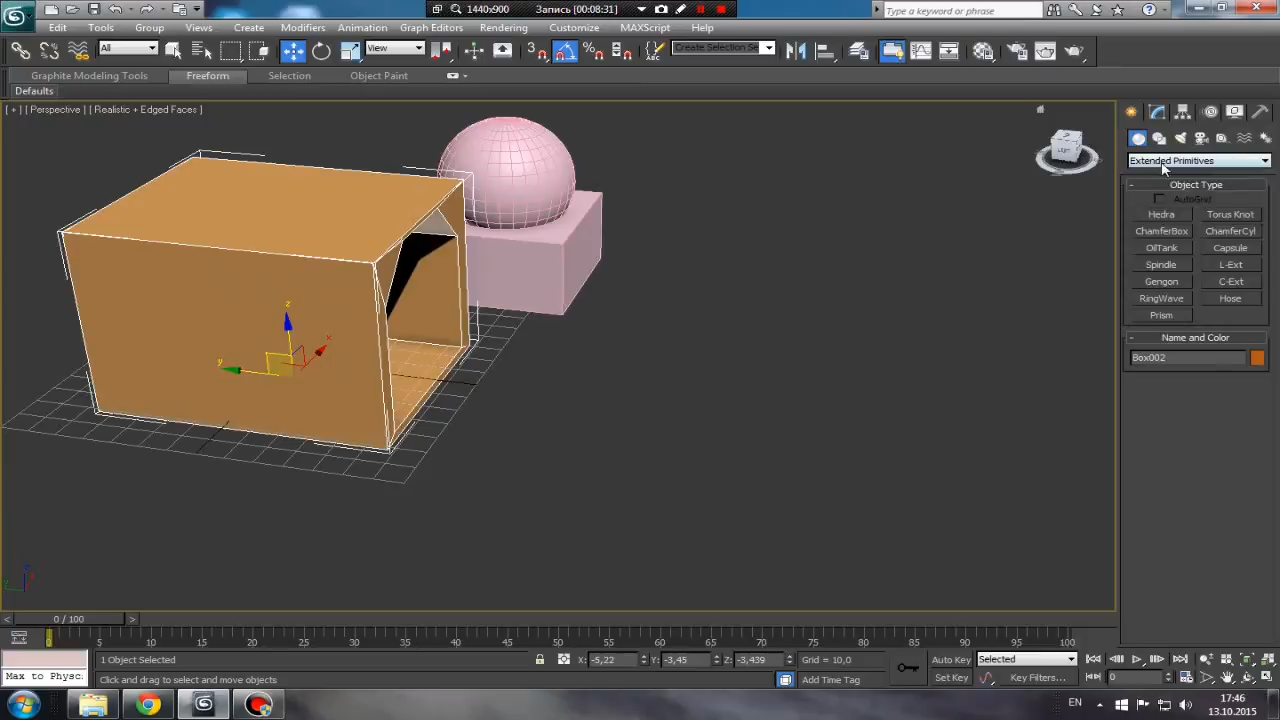 1440x900 Запись [00:08:31]
Type a keyword or phrase
Edit Tools Group Views Create Modifiers Animation Graph Editors Rendering Customize MAXScript Help
All View 3 Create Selection Se
Graphite Modeling Tools Freeform Selection Object Paint
Defaults
[ + ] [ Perspective ] [ Realistic + Edged Faces ]
Extended Primitives
- Object Type
AutoGrid
Hedra Torus Knot
ChamferBox ChamferCyl
OilTank Capsule
Spindle L-Ext
Gengon C-Ext
RingWave Hose
Prism
- Name and Color
Box002
z
x
y
< 0 / 100 >
0 5 10 15 20 25 30 35 40 45 50 55 60 65 70 75 80 85 90 95 100
1 Object Selected X: -5,22 Y: -3,45 Z: -3,439 Grid = 10,0 Auto Key Selected
Max to Physc: Click and drag to select and move objects Add Time Tag Set Key Key Filters... 0
EN 17:46
13.10.2015